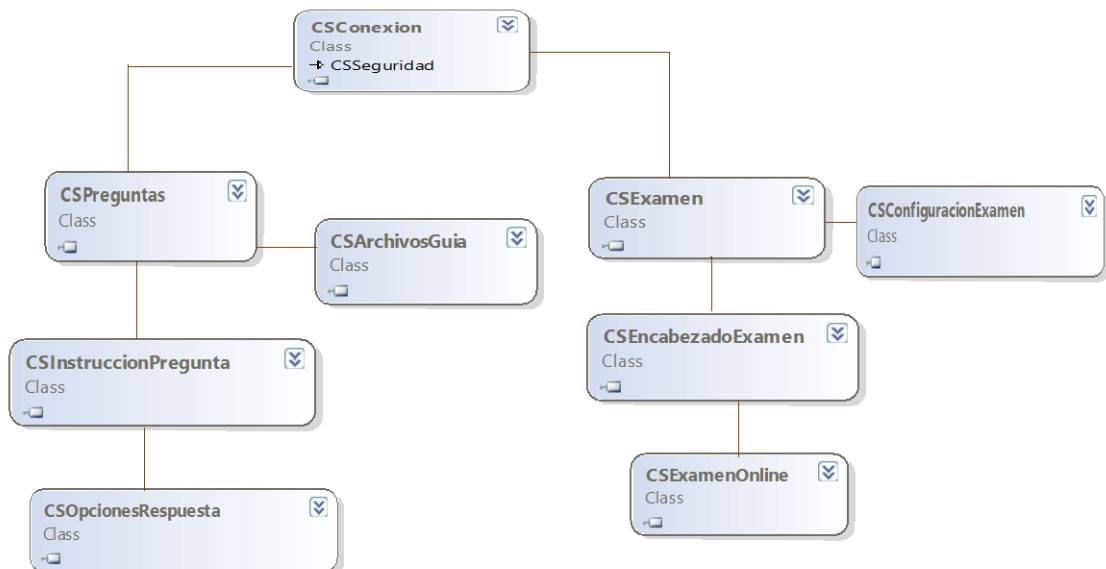 CSConexion
Class
CSSeguridad
CSPreguntas
Class
CSArchivosGuia
Class
CSExamen
Class
CSConfiguracionExamen
Class
CSInstruccionPregunta
Class
CSEncabezadoExamen
Class
CSOpcionesRespuesta
Class
CSExamenOnline
Class